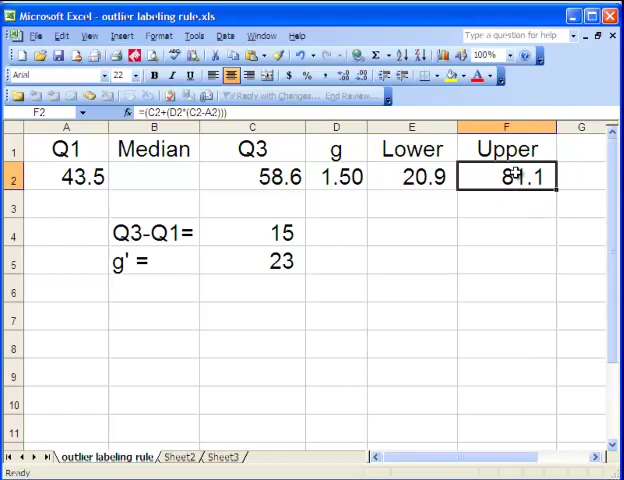 Microsoft Excel - outlier labeling rule.xls
File Edit View Insert Format Tools Data Window Help Type a question for help
100%
Arial 22 B I U $ % , A
Reply with Changes... End Review...
F2 fx =(C2+(D2*(C2-A2)))
A B C D E F G
1 Q1 Median Q3 g Lower Upper
2 43.5 58.6 1.50 20.9 81.1
3
4 Q3-Q1= 15
5 g' = 23
6
7
8
9
10
11
outlier labeling rule Sheet2 Sheet3
Ready